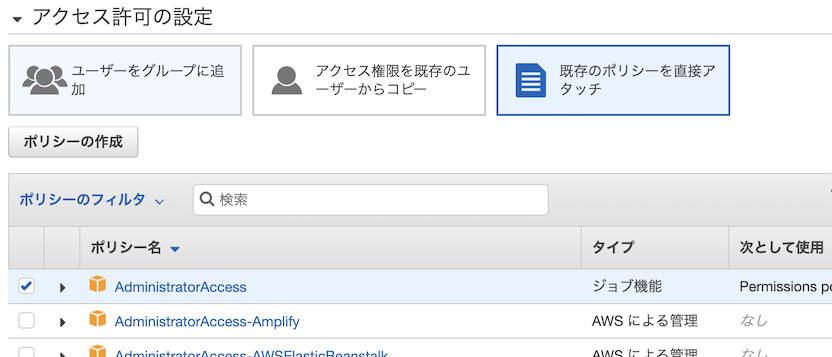 アクセス許可の設定
ユーザーをグループに追
加
アクセス権限を既存のユ
ーザーからコピー
既存のポリシーを直接ア
タッチ
ポリシーの作成
ポリシーのフィルタ 検索
ポリシー名 タイプ 次として使用
AdministratorAccess ジョブ機能 Permissions po
AdministratorAccess-Amplify AWS による管理 なし
AdministratorAccess-AWSElasticBeanstalk AWS による管理 なし